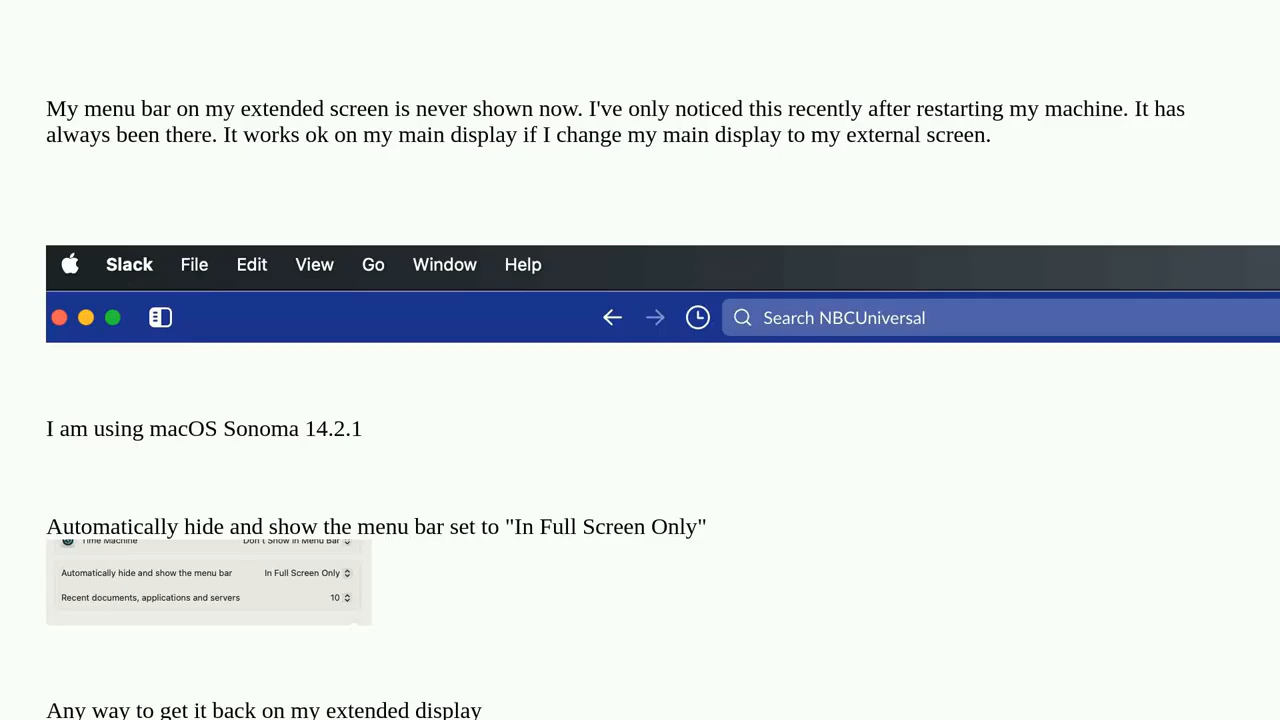 My menu bar on my extended screen is never shown now. I've only noticed this recently after restarting my machine. It has
always been there. It works ok on my main display if I change my main display to my external screen.
Slack File Edit View Go Window Help
Search NBCUniversal
I am using macOS Sonoma 14.2.1
Automatically hide and show the menu bar set to "In Full Screen Only"
Time Machine Don't Show in Menu Bar
Automatically hide and show the menu bar In Full Screen Only
Recent documents, applications and servers 10
Any way to get it back on my extended display